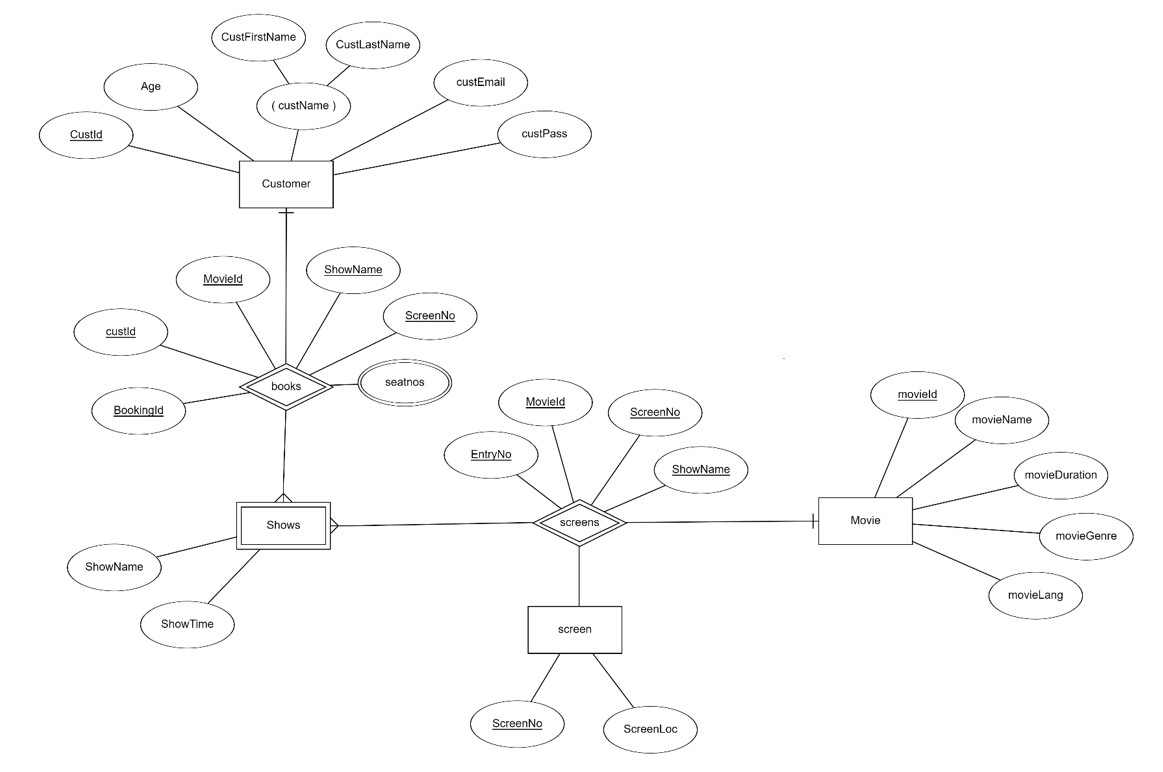 CustFirstName
CustLastName
Age
( custName )
custEmail
CustId
custPass
Customer
MovieId
ShowName
custId
ScreenNo
books
seatnos
BookingId
MovieId
ScreenNo
movieId
movieName
EntryNo
ShowName
movieDuration
Shows
screens
Movie
movieGenre
ShowName
movieLang
ShowTime
screen
ScreenNo
ScreenLoc